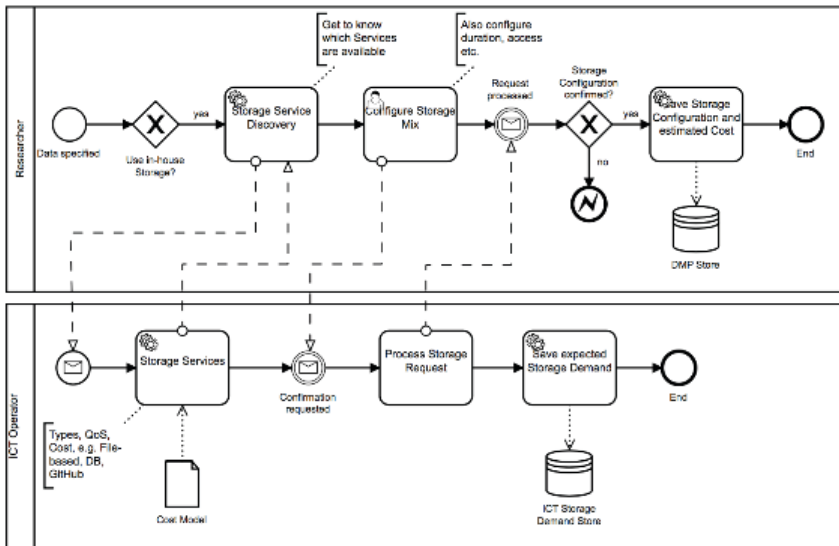 Researcher
Get to know
which Services
are available
Also configure
duration, access
etc.
Data specified
yes
Use in-house
Storage?
Storage Service
Discovery
Configure Storage
Mix
Request
processed
Storage
Configuration
confirmed?
yes
no
Save Storage
Configuration and
estimated Cost
End
DMP Store
ICT Operator
Storage Services
Confirmation
requested
Process Storage
Request
Save expected
Storage Demand
End
Types, QoS,
Cost, e.g. File-
based, DB,
GitHub
Cost Model
ICT Storage
Demand Store